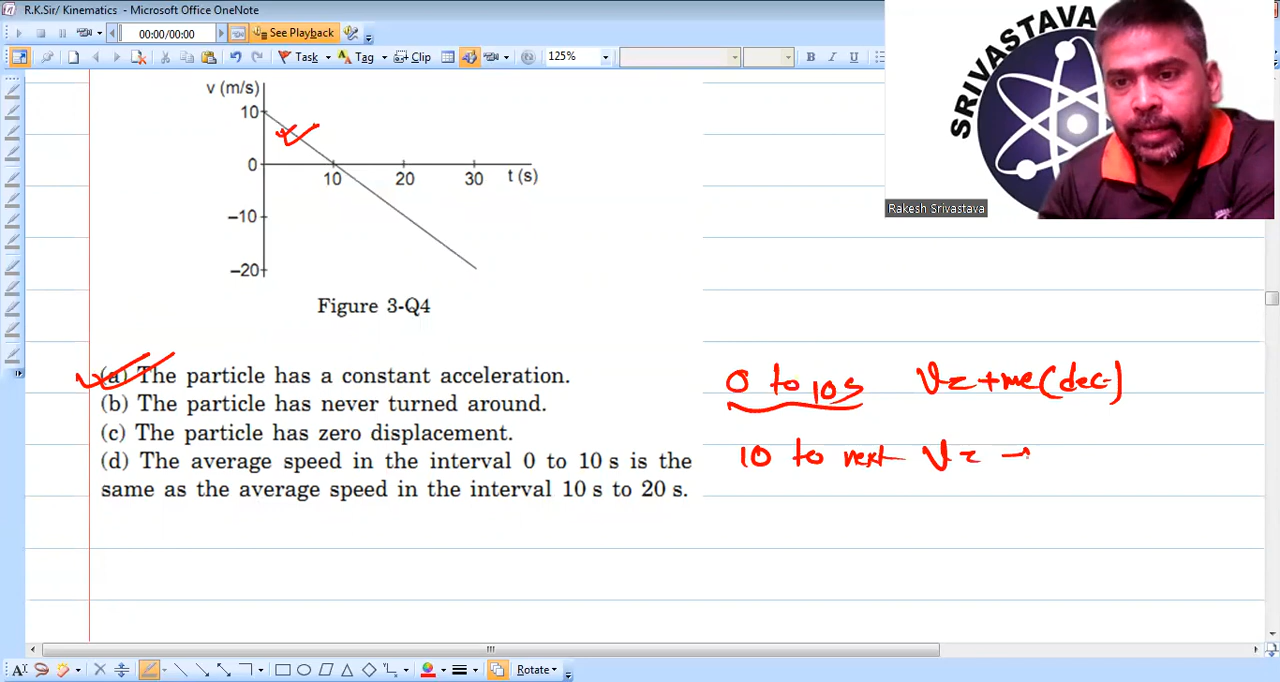 R.K.Sir/ Kinematics - Microsoft Office OneNote
00:00/00:00 See Playback
Task Tag Clip 125% B I U
SRIVASTAVA
Rakesh Srivastava
v (m/s)
10
0
10 20 30 t (s)
–10
–20
Figure 3-Q4
(a) The particle has a constant acceleration.
(b) The particle has never turned around.
(c) The particle has zero displacement.
(d) The average speed in the interval 0 to 10 s is the
same as the average speed in the interval 10 s to 20 s.
0 to 10s V= +me (dec.)
10 to next V= -
Rotate